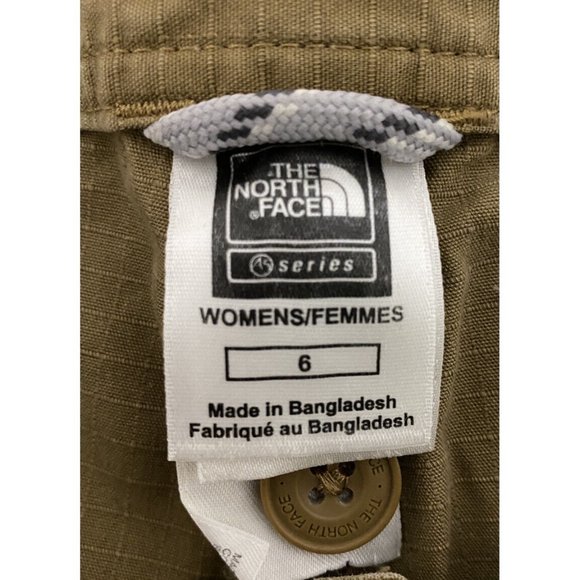 THE
NORTH
FACE
series
WOMENS/FEMMES
6
Made in Bangladesh
Fabriqué au Bangladesh
THE NORTH FACE